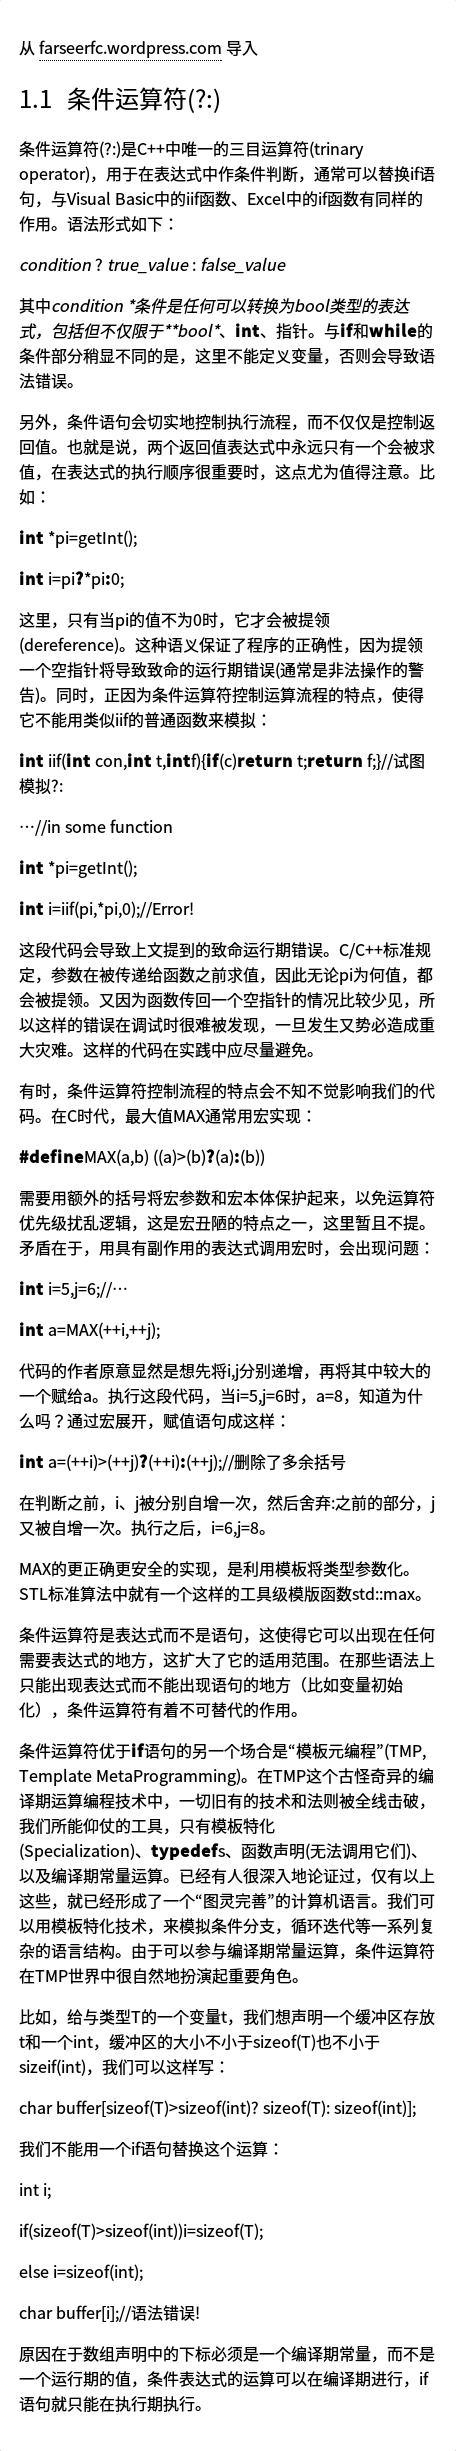 从 farseerfc.wordpress.com 导入
1.1 条件运算符(?:)
条件运算符(?:)是C++中唯一的三目运算符(trinary
operator)，用于在表达式中作条件判断，通常可以替换if语
句，与Visual Basic中的iif函数、Excel中的if函数有同样的
作用。语法形式如下：
condition ? true_value : false_value
其中condition *条件是任何可以转换为bool类型的表达
式，包括但不仅限于**bool*、int、指针。与if和while的
条件部分稍显不同的是，这里不能定义变量，否则会导致语
法错误。
另外，条件语句会切实地控制执行流程，而不仅仅是控制返
回值。也就是说，两个返回值表达式中永远只有一个会被求
值，在表达式的执行顺序很重要时，这点尤为值得注意。比
如：
int *pi=getInt();
int i=pi?*pi:0;
这里，只有当pi的值不为0时，它才会被提领
(dereference)。这种语义保证了程序的正确性，因为提领
一个空指针将导致致命的运行期错误(通常是非法操作的警
告)。同时，正因为条件运算符控制运算流程的特点，使得
它不能用类似iif的普通函数来模拟：
int iif(int con,int t,intf){if(c)return t;return f;}//试图
模拟?:
…//in some function
int *pi=getInt();
int i=iif(pi,*pi,0);//Error!
这段代码会导致上文提到的致命运行期错误。C/C++标准规
定，参数在被传递给函数之前求值，因此无论pi为何值，都
会被提领。又因为函数传回一个空指针的情况比较少见，所
以这样的错误在调试时很难被发现，一旦发生又势必造成重
大灾难。这样的代码在实践中应尽量避免。
有时，条件运算符控制流程的特点会不知不觉影响我们的代
码。在C时代，最大值MAX通常用宏实现：
#defineMAX(a,b) ((a)>(b)?(a):(b))
需要用额外的括号将宏参数和宏本体保护起来，以免运算符
优先级扰乱逻辑，这是宏丑陋的特点之一，这里暂且不提。
矛盾在于，用具有副作用的表达式调用宏时，会出现问题：
int i=5,j=6;//…
int a=MAX(++i,++j);
代码的作者原意显然是想先将i,j分别递增，再将其中较大的
一个赋给a。执行这段代码，当i=5,j=6时，a=8，知道为什
么吗？通过宏展开，赋值语句成这样：
int a=(++i)>(++j)?(++i):(++j);//删除了多余括号
在判断之前，i、j被分别自增一次，然后舍弃:之前的部分，j
又被自增一次。执行之后，i=6,j=8。
MAX的更正确更安全的实现，是利用模板将类型参数化。
STL标准算法中就有一个这样的工具级模版函数std::max。
条件运算符是表达式而不是语句，这使得它可以出现在任何
需要表达式的地方，这扩大了它的适用范围。在那些语法上
只能出现表达式而不能出现语句的地方（比如变量初始
化），条件运算符有着不可替代的作用。
条件运算符优于if语句的另一个场合是“模板元编程”(TMP,
Template MetaProgramming)。在TMP这个古怪奇异的编
译期运算编程技术中，一切旧有的技术和法则被全线击破，
我们所能仰仗的工具，只有模板特化
(Specialization)、typedefs、函数声明(无法调用它们)、
以及编译期常量运算。已经有人很深入地论证过，仅有以上
这些，就已经形成了一个“图灵完善”的计算机语言。我们可
以用模板特化技术，来模拟条件分支，循环迭代等一系列复
杂的语言结构。由于可以参与编译期常量运算，条件运算符
在TMP世界中很自然地扮演起重要角色。
比如，给与类型T的一个变量t，我们想声明一个缓冲区存放
t和一个int，缓冲区的大小不小于sizeof(T)也不小于
sizeif(int)，我们可以这样写：
char buffer[sizeof(T)>sizeof(int)? sizeof(T): sizeof(int)];
我们不能用一个if语句替换这个运算：
int i;
if(sizeof(T)>sizeof(int))i=sizeof(T);
else i=sizeof(int);
char buffer[i];//语法错误!
原因在于数组声明中的下标必须是一个编译期常量，而不是
一个运行期的值，条件表达式的运算可以在编译期进行，if
语句就只能在执行期执行。